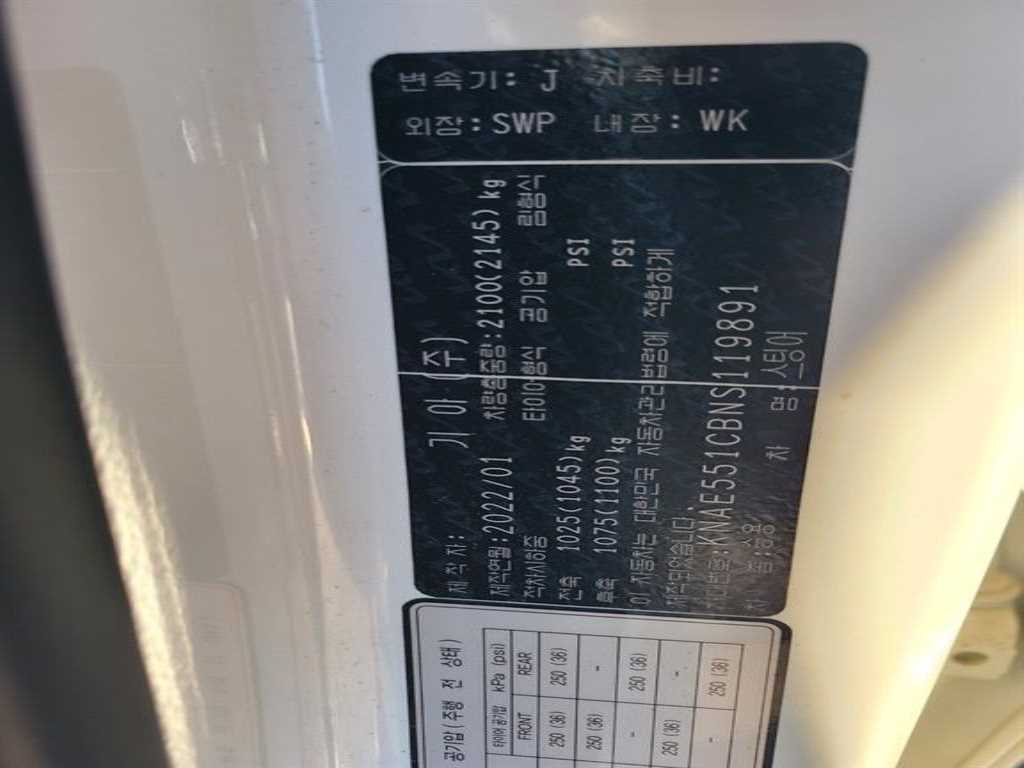 변속기: J 차축비:
외장: SWP 내장: WK
제작자: 기아(주)
제작연월:2022/01 차량총중량:2100(2145)kg
적차시하중 타이어형식 공기압 림형식
전축 1025(1045)kg PSI
후축 1075(1100)kg PSI
이 자동차는 대한민국 자동차관리법령에 적합하게
제작되었습니다.
차대번호:KNAE551CBNS119891
차 종:승용 차 명:스팅어
공기압(주행 전 상태)
타이어 공기압 kPa (psi)
FRONT REAR
250 (36) 250 (36)
250 (36) -
- 250 (36)
250 (36) -
- 250 (36)